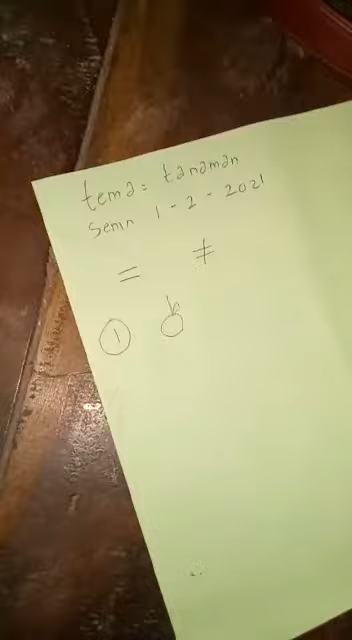 tema = tanaman
senin 1 - 2 - 2021
= ≠
1